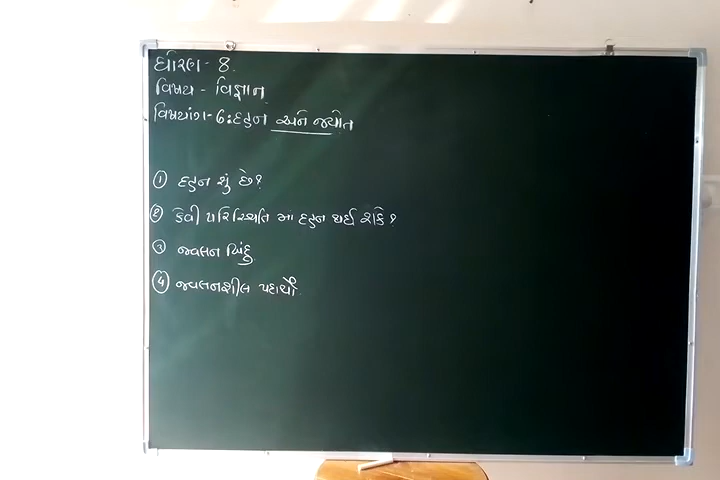 ધોરણ - 8.
વિષય - વિજ્ઞાન
વિષયાંગ - 6 : દહન અને જ્યોત
① દહન શું છે?
② કેવી પરિસ્થિતિ મા દહન થઈ શકે?
③ જ્વલન બિંદુ
④ જ્વલનશીલ પદાર્થો